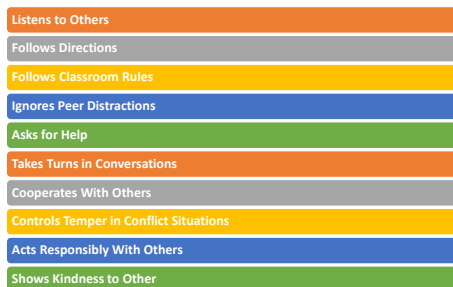 Listens to Others
Follows Directions
Follows Classroom Rules
Ignores Peer Distractions
Asks for Help
Takes Turns in Conversations
Cooperates With Others
Controls Temper in Conflict Situations
Acts Responsibly With Others
Shows Kindness to Other